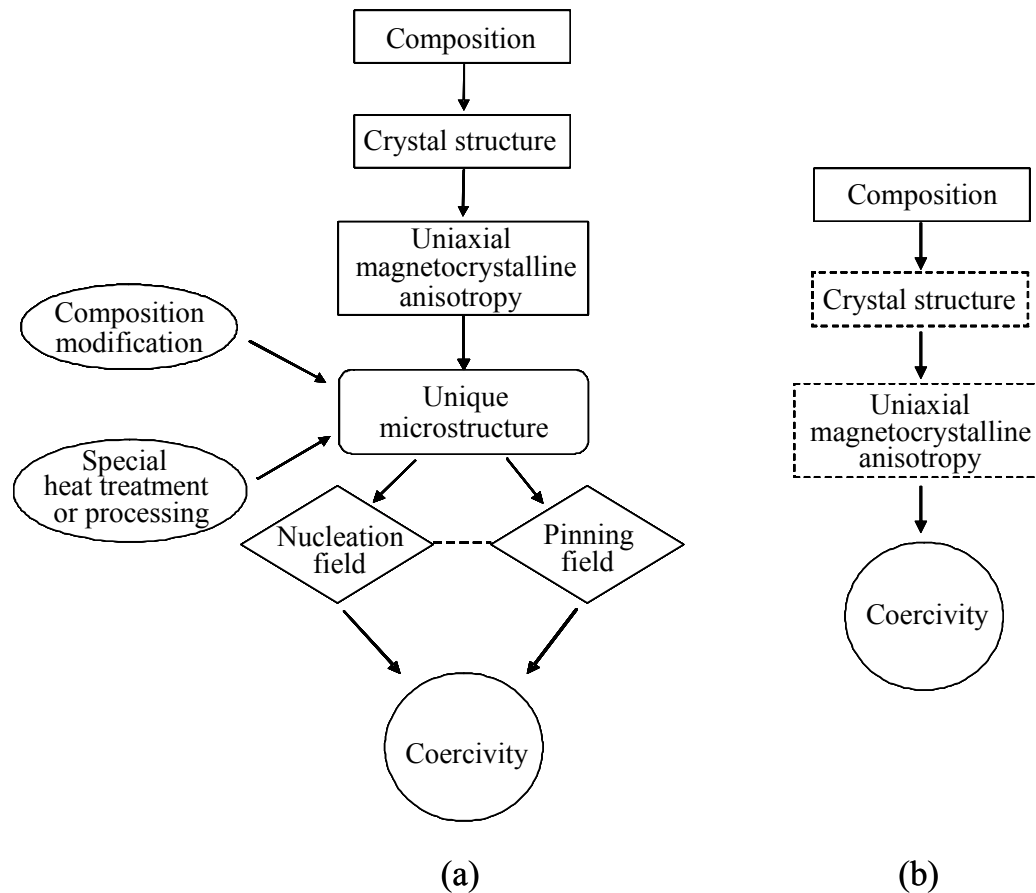 Composition
Crystal structure
Uniaxial
magnetocrystalline
anisotropy
Composition
modification
Unique
microstructure
Special
heat treatment
or processing
Nucleation
field
Pinning
field
Coercivity
(a)
Composition
Crystal structure
Uniaxial
magnetocrystalline
anisotropy
Coercivity
(b)